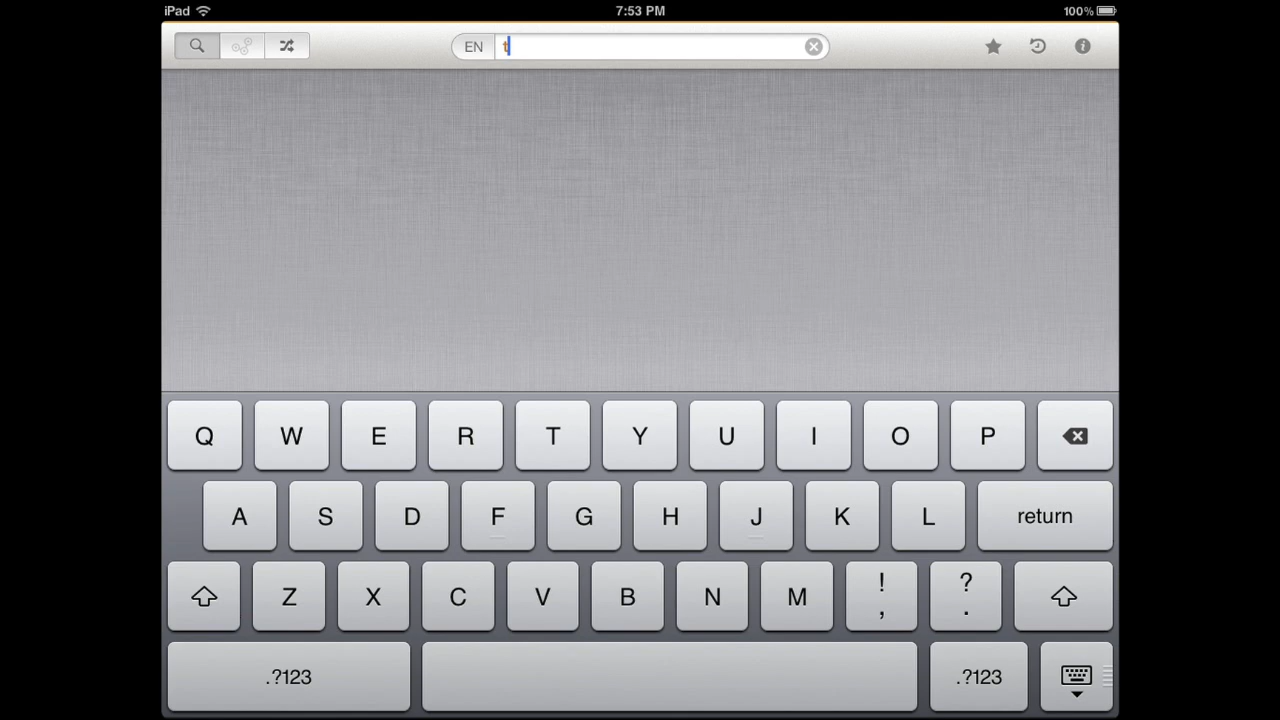 iPad 7:53 PM 100%
EN t
Q W E R T Y U I O P
A S D F G H J K L return
Z X C V B N M ! , ? .
.?123 .?123